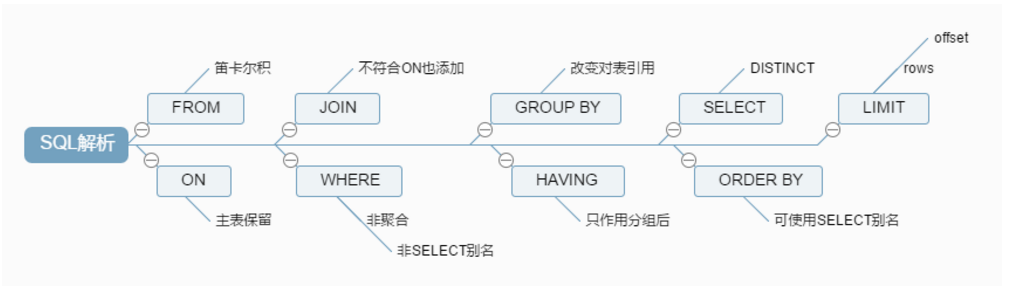 offset
笛卡尔积
不符合ON也添加
改变对表引用
DISTINCT
rows
FROM
JOIN
GROUP BY
SELECT
LIMIT
SQL解析
ON
WHERE
HAVING
ORDER BY
主表保留
非聚合
只作用分组后
可使用SELECT别名
非SELECT别名